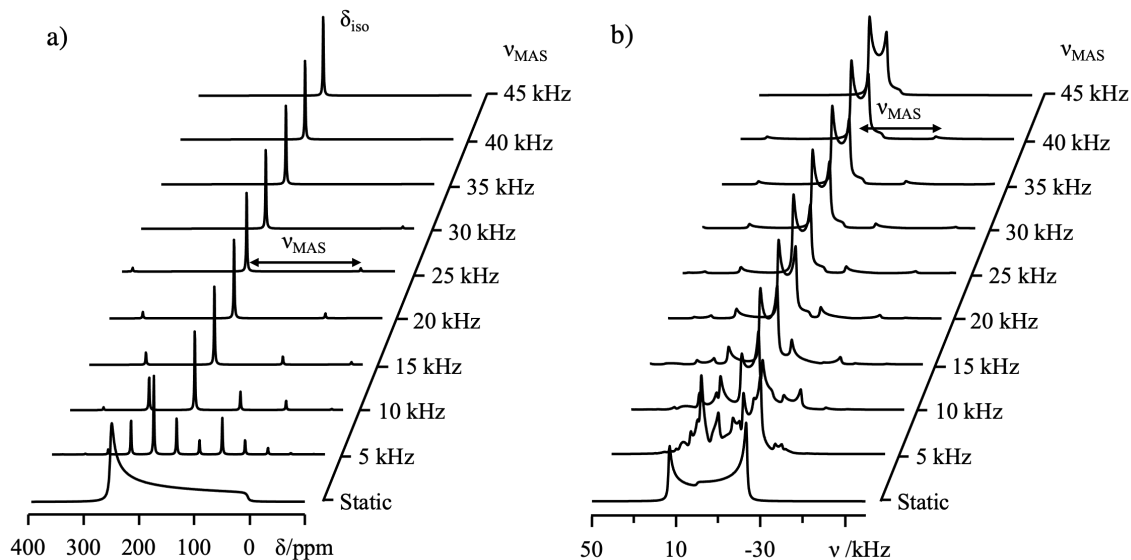 a)
δiso
νMAS
45 kHz
40 kHz
35 kHz
30 kHz
νMAS
25 kHz
20 kHz
15 kHz
10 kHz
5 kHz
Static
400 300 200 100 0 δ/ppm
b)
νMAS
45 kHz
νMAS
40 kHz
35 kHz
30 kHz
25 kHz
20 kHz
15 kHz
10 kHz
5 kHz
Static
50 10 -30 ν /kHz